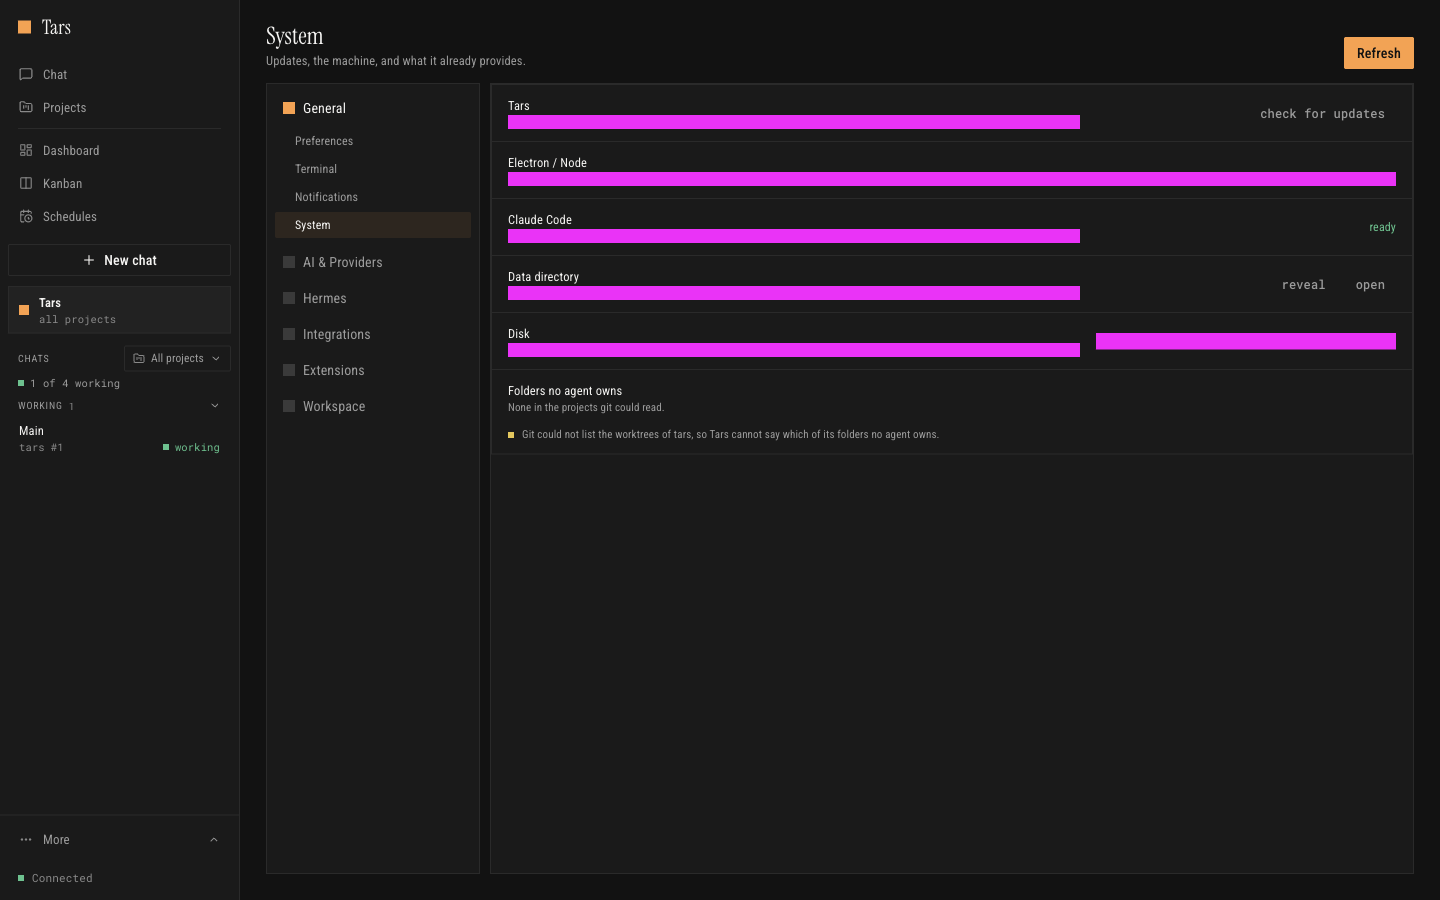 Tars
Chat
Projects
Dashboard
Kanban
Schedules
New chat
Tars
all projects
CHATS
All projects
1 of 4 working
WORKING 1
Main
tars #1
working
More
Connected
System
Updates, the machine, and what it already provides.
Refresh
General
Preferences
Terminal
Notifications
System
AI & Providers
Hermes
Integrations
Extensions
Workspace
Tars
check for updates
Electron / Node
Claude Code
ready
Data directory
reveal
open
Disk
Folders no agent owns
None in the projects git could read.
Git could not list the worktrees of tars, so Tars cannot say which of its folders no agent owns.